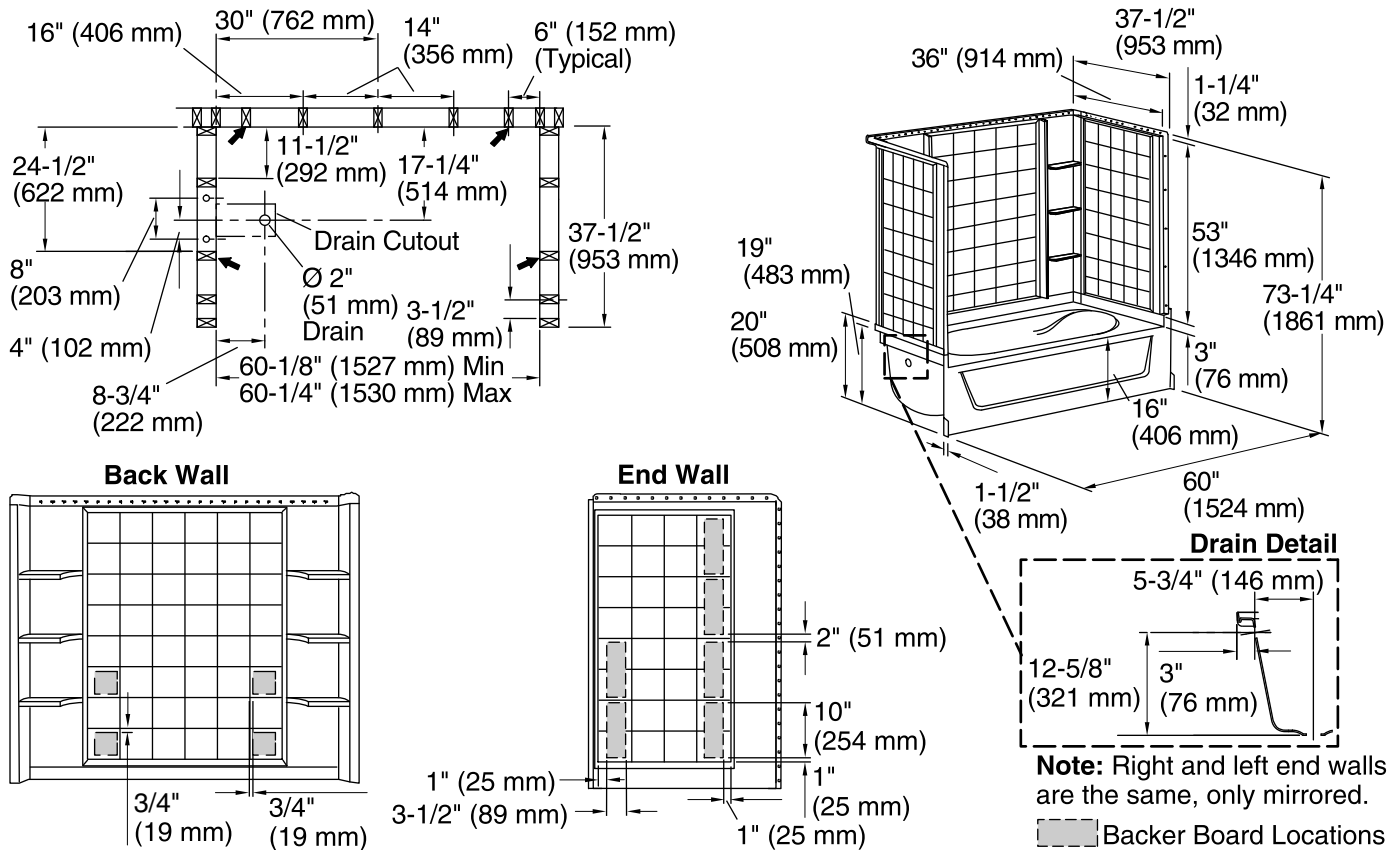 16" (406 mm)
30" (762 mm)
14"
(356 mm)
6" (152 mm)
(Typical)
24-1/2"
(622 mm)
11-1/2"
(292 mm)
17-1/4"
(514 mm)
Drain Cutout
37-1/2"
(953 mm)
8"
(203 mm)
Ø 2"
(51 mm)
Drain
3-1/2"
(89 mm)
4" (102 mm)
60-1/8" (1527 mm) Min
60-1/4" (1530 mm) Max
8-3/4"
(222 mm)
37-1/2"
(953 mm)
36" (914 mm)
1-1/4"
(32 mm)
19"
(483 mm)
53"
(1346 mm)
73-1/4"
(1861 mm)
20"
(508 mm)
3"
(76 mm)
16"
(406 mm)
1-1/2"
(38 mm)
60"
(1524 mm)
Back Wall
3/4"
(19 mm)
3/4"
(19 mm)
End Wall
2" (51 mm)
10"
(254 mm)
1" (25 mm)
3-1/2" (89 mm)
1"
(25 mm)
1" (25 mm)
Drain Detail
5-3/4" (146 mm)
12-5/8"
(321 mm)
3"
(76 mm)
Note: Right and left end walls
are the same, only mirrored.
Backer Board Locations